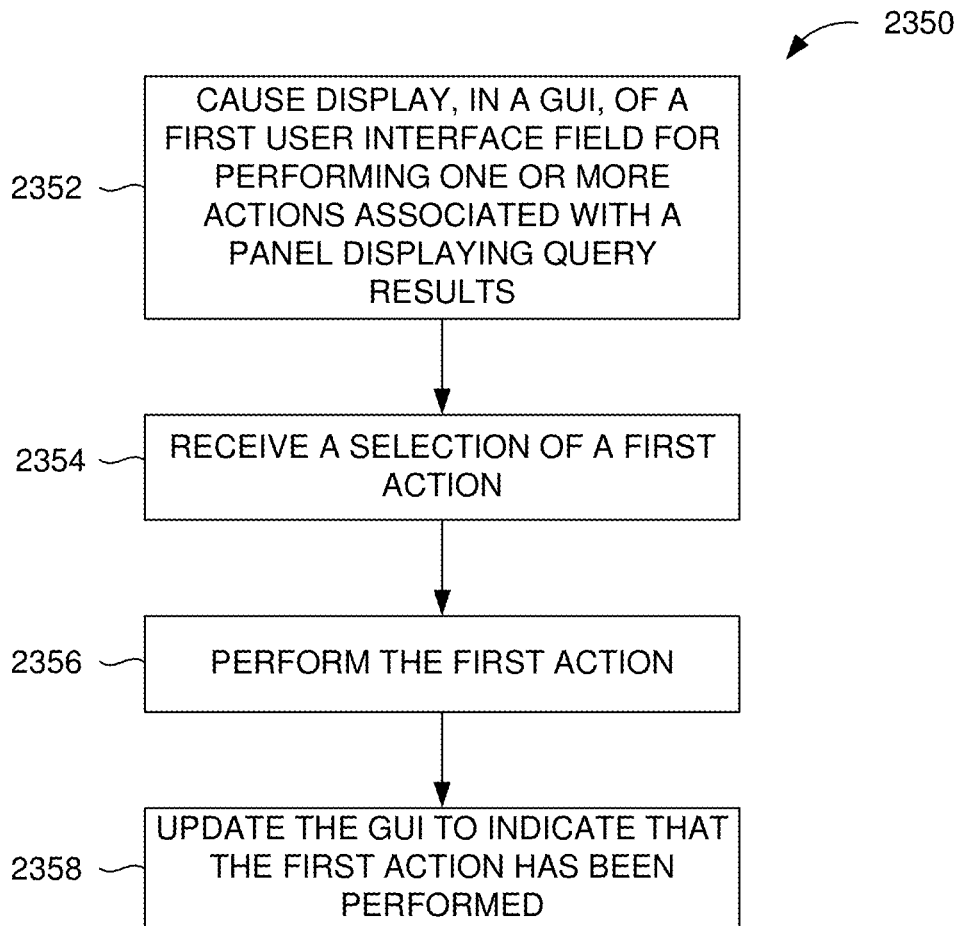 2350
CAUSE DISPLAY, IN A GUI, OF A
FIRST USER INTERFACE FIELD FOR
PERFORMING ONE OR MORE
ACTIONS ASSOCIATED WITH A
PANEL DISPLAYING QUERY
RESULTS
2352
RECEIVE A SELECTION OF A FIRST
ACTION
2354
PERFORM THE FIRST ACTION
2356
UPDATE THE GUI TO INDICATE THAT
THE FIRST ACTION HAS BEEN
PERFORMED
2358